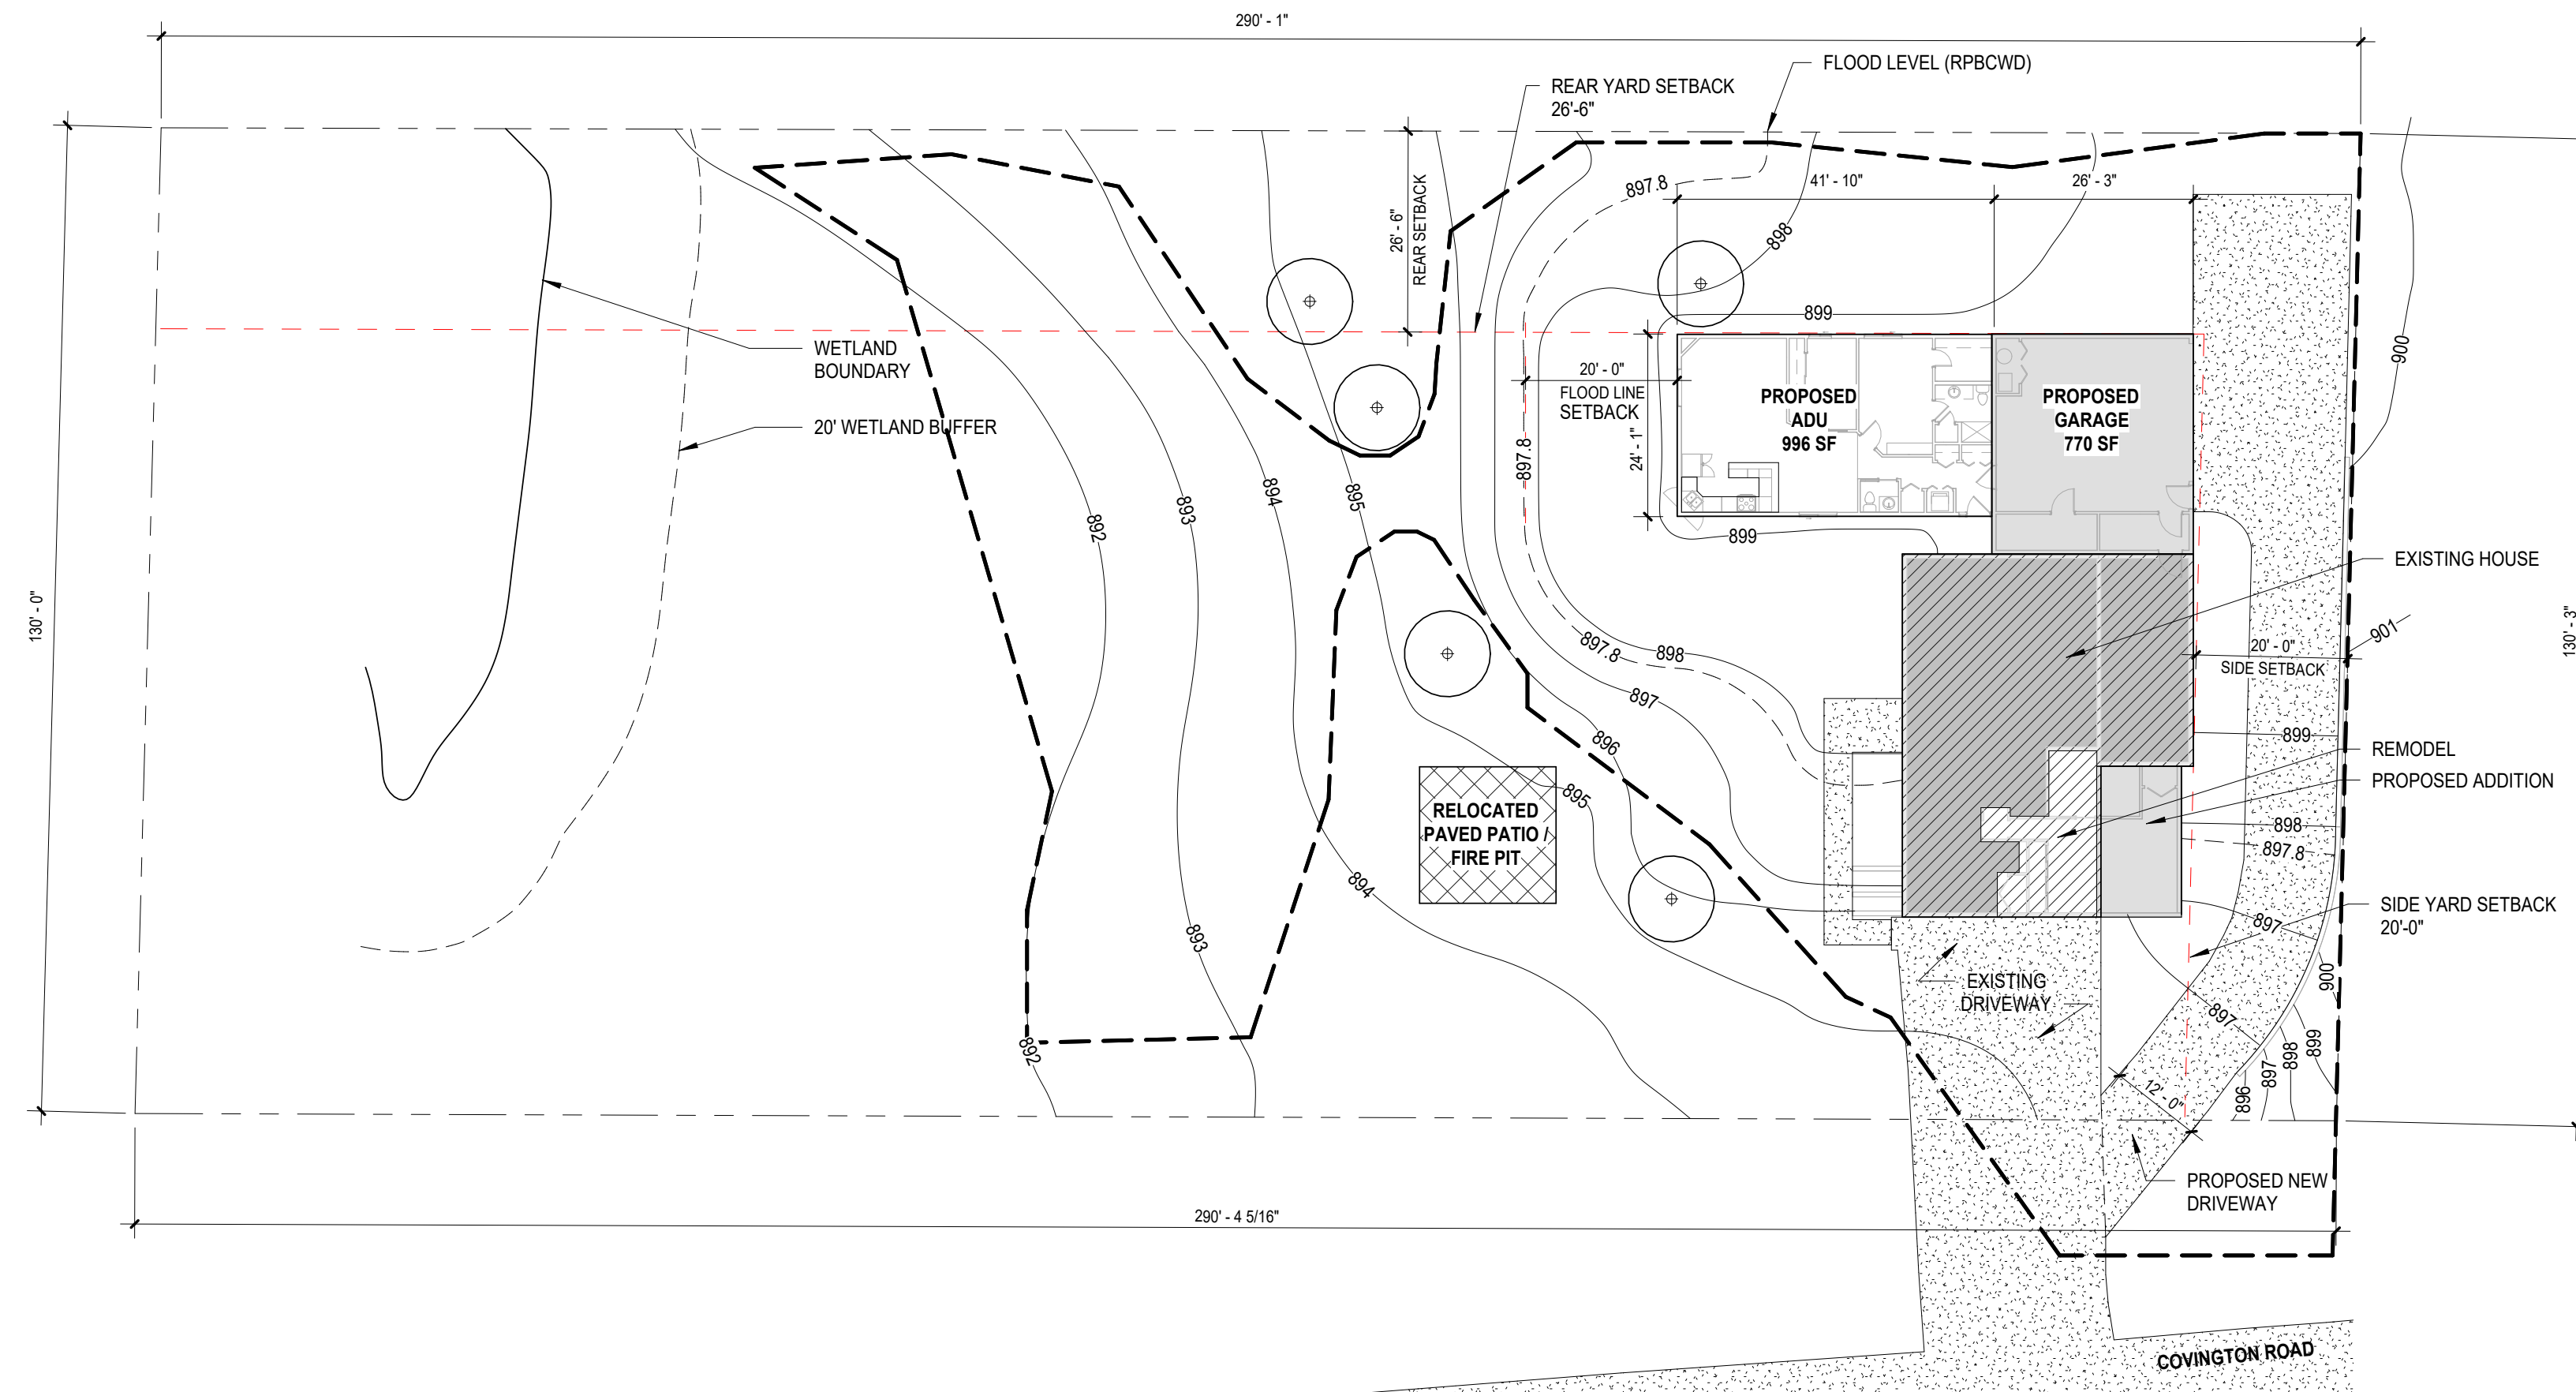 290' - 1"
FLOOD LEVEL (RPBCWD)
REAR YARD SETBACK
26'-6"
897.8
41' - 10"
26' - 3"
26' - 6"
REAR SETBACK
898
899
900
WETLAND
BOUNDARY
20' - 0"
FLOOD LINE
SETBACK
PROPOSED
ADU
996 SF
PROPOSED
GARAGE
770 SF
20' WETLAND BUFFER
24' - 1"
897.8
892
893
894
895
899
EXISTING HOUSE
130' - 0"
130' - 3"
901
897.8
898
20' - 0"
SIDE SETBACK
897
896
899
REMODEL
PROPOSED ADDITION
895
RELOCATED
PAVED PATIO /
FIRE PIT
898
897.8
894
SIDE YARD SETBACK
20'-0"
897
893
900
EXISTING
DRIVEWAY
897
892
899
898
897
896
12' - 0"
PROPOSED NEW
DRIVEWAY
290' - 4 5/16"
COVINGTON ROAD